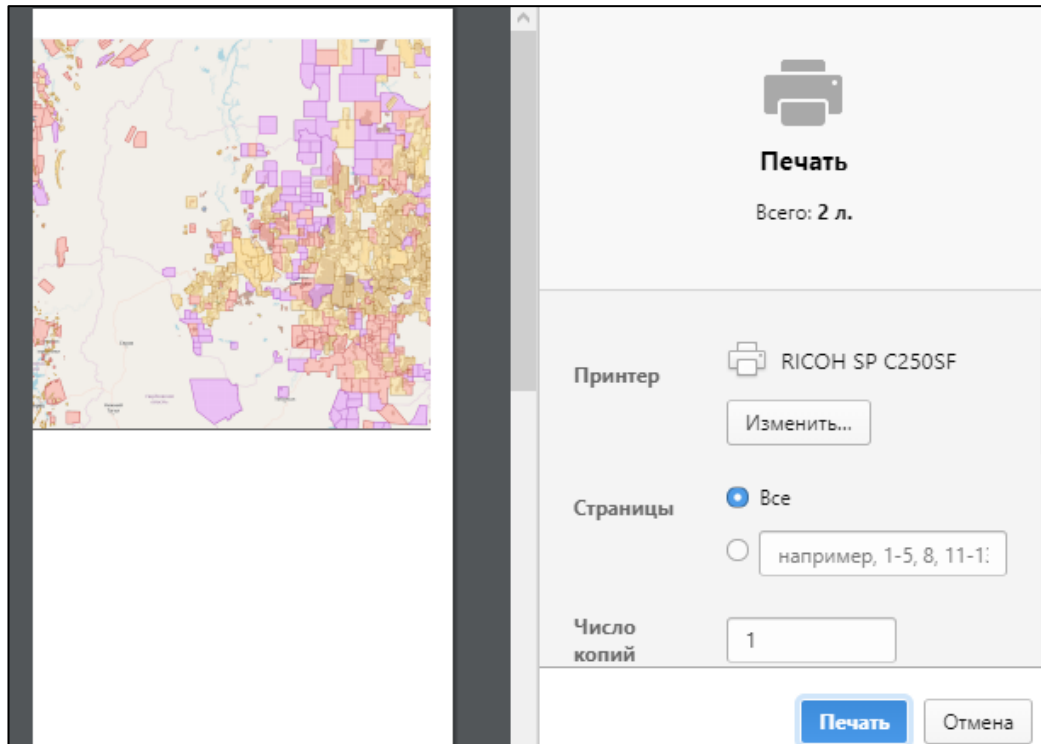 Печать
Всего: 2 л.
Принтер
RICOH SP C250SF
Изменить...
Страницы
Все
например, 1-5, 8, 11-1
Число
копий
1
Печать
Отмена